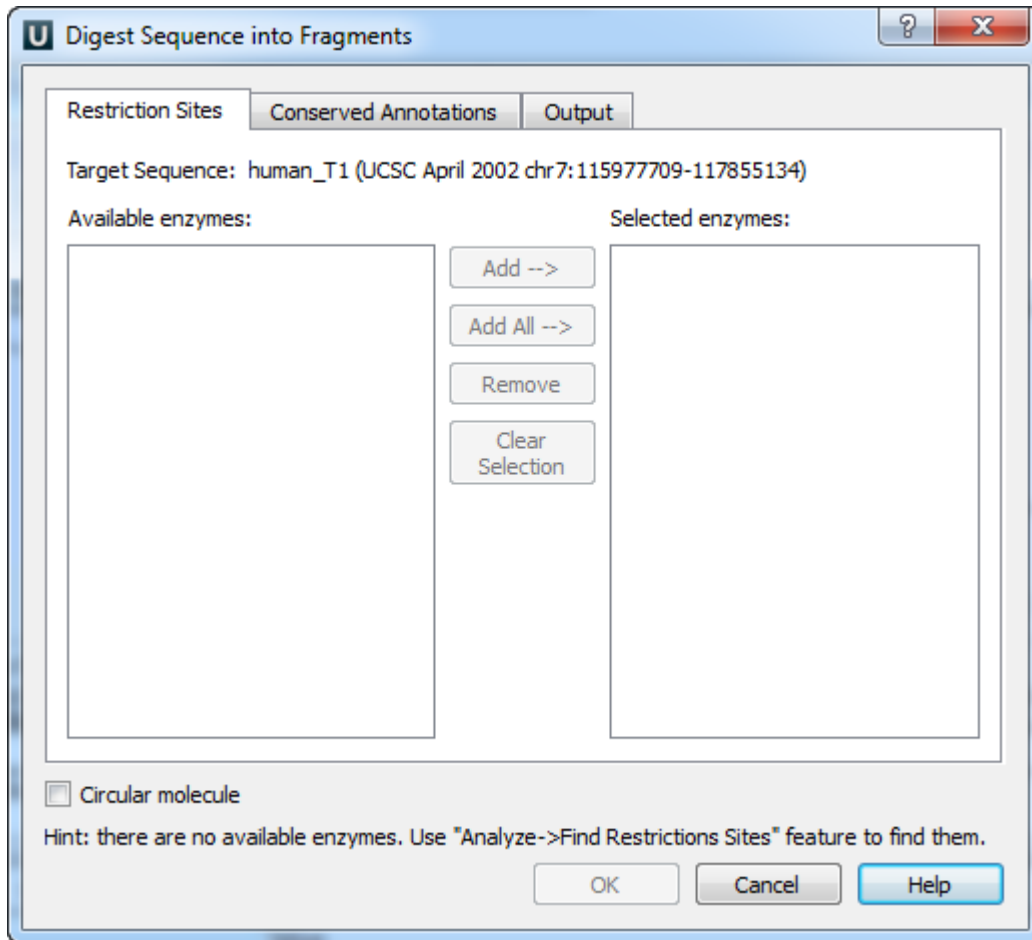 U Digest Sequence into Fragments ? X
Restriction Sites Conserved Annotations Output
Target Sequence: human_T1 (UCSC April 2002 chr7:115977709-117855134)
Available enzymes: Selected enzymes:
Add -->
Add All -->
Remove
Clear
Selection
Circular molecule
Hint: there are no available enzymes. Use "Analyze->Find Restrictions Sites" feature to find them.
OK Cancel Help